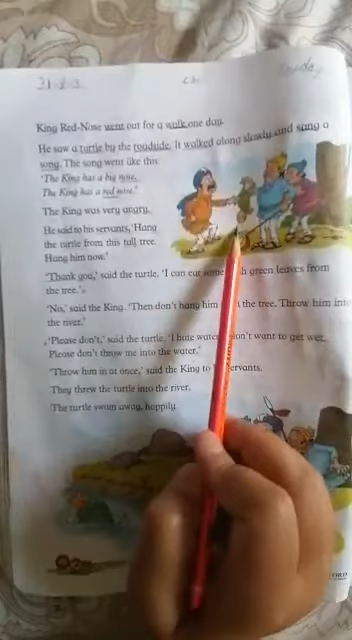 King Red-Nose went out for a walk one day.
He saw a turtle by the roadside. It walked along slowly and sang a
song. The song went like this:
'The King has a big nose,
The King has a red nose.'
The King was very angry.
He said to his servants, 'Hang
the turtle from this tall tree.
Hang him now.'
'Thank you,' said the turtle. 'I can eat some green leaves from
the tree.'
'No,' said the King. 'Then don't hang him the tree. Throw him into
the river.'
'Please don't,' said the turtle. 'I hate water. don't want to get wet.
Please don't throw me into the water.'
'Throw him in at once,' said the King to servants.
They threw the turtle into the river.
The turtle swam away, happily.